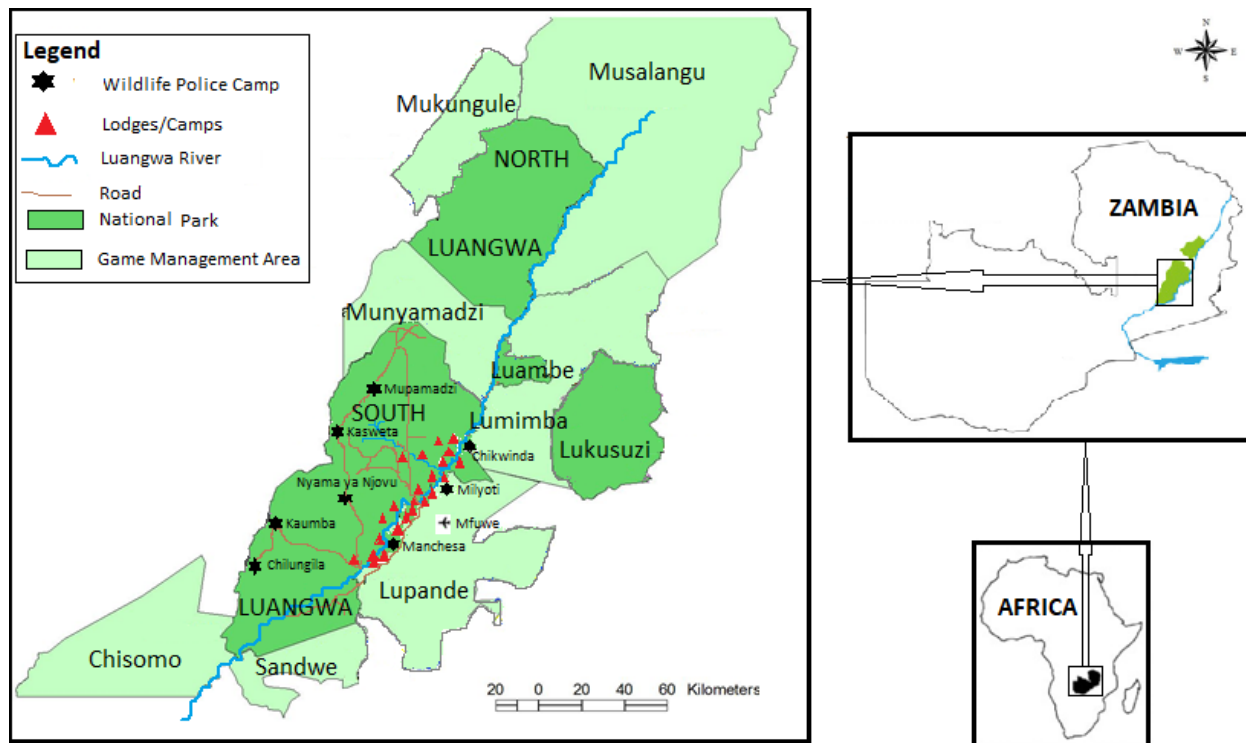 Legend
Wildlife Police Camp
Lodges/Camps
Luangwa River
Road
National Park
Game Management Area
Musalangu
Mukungule
NORTH
LUANGWA
Munyamadzi
Luambe
Mupamadzi
SOUTH
Lumimba
Kasweta
Lukusuzi
Chikwinda
Nyama ya Njovu
Milyoti
Kaumba
Mfuwe
Manchesa
Chilungila
Lupande
LUANGWA
Chisomo
Sandwe
20 0 20 40 60 Kilometers
N
W E
S
ZAMBIA
AFRICA